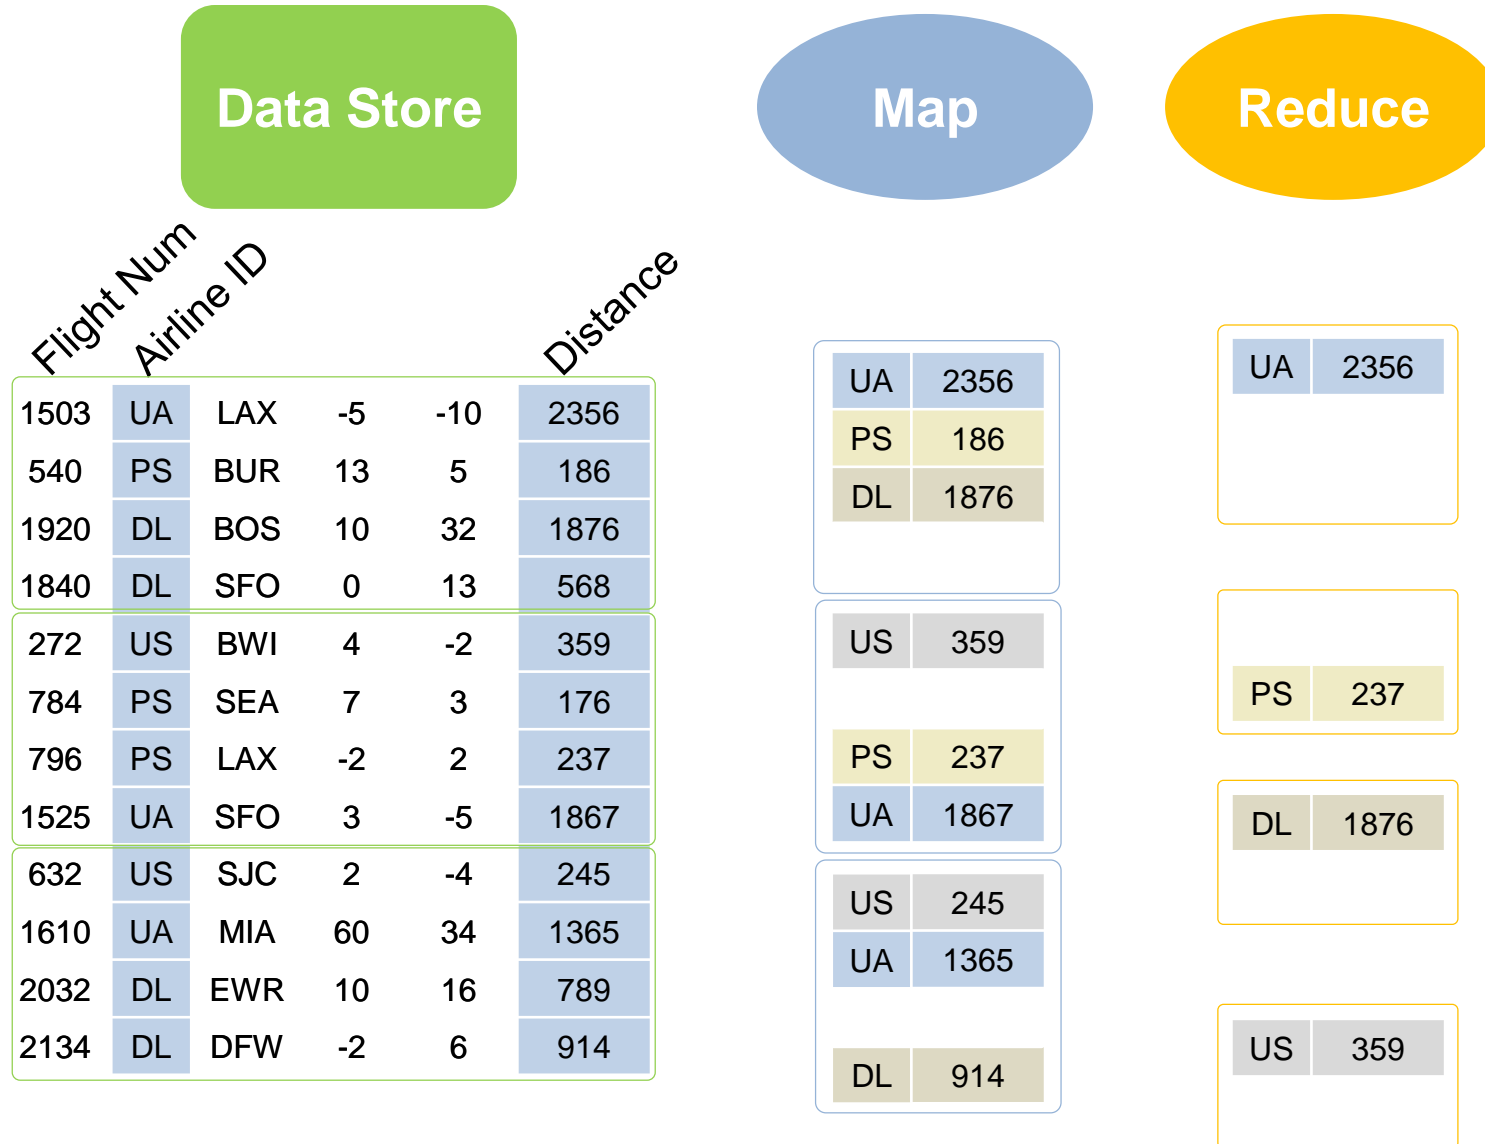 Data Store
Map
Reduce
Flight Num
Airline ID
Distance
1503 UA LAX -5 -10 2356
540 PS BUR 13 5 186
1920 DL BOS 10 32 1876
1840 DL SFO 0 13 568
272 US BWI 4 -2 359
784 PS SEA 7 3 176
796 PS LAX -2 2 237
1525 UA SFO 3 -5 1867
632 US SJC 2 -4 245
1610 UA MIA 60 34 1365
2032 DL EWR 10 16 789
2134 DL DFW -2 6 914
UA 2356
PS 186
DL 1876
US 359
PS 237
UA 1867
US 245
UA 1365
DL 914
UA 2356
PS 237
DL 1876
US 359